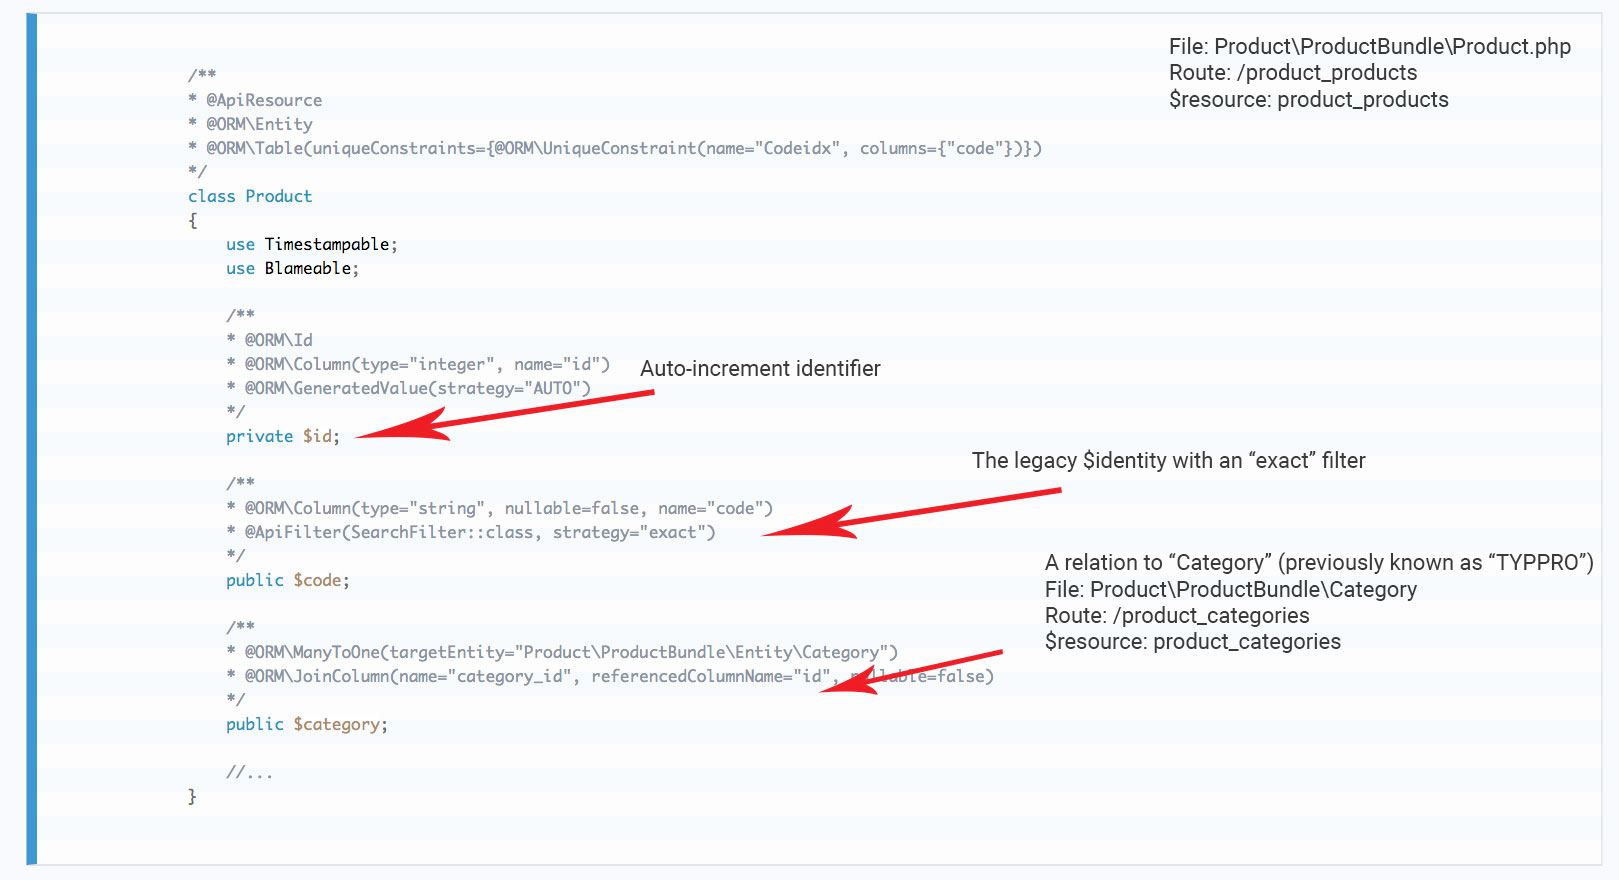 File: Product\ProductBundle\Product.php
Route: /product_products
$resource: product_products
/**
* @ApiResource
* @ORM\Entity
* @ORM\Table(uniqueConstraints={@ORM\UniqueConstraint(name="Codeidx", columns={"code"})})
*/
class Product
{
use Timestampable;
use Blameable;
/**
* @ORM\Id
* @ORM\Column(type="integer", name="id")
Auto-increment identifier
* @ORM\GeneratedValue(strategy="AUTO")
*/
private $id;
The legacy $identity with an “exact” filter
/**
* @ORM\Column(type="string", nullable=false, name="code")
* @ApiFilter(SearchFilter::class, strategy="exact")
*/
public $code;
A relation to “Category” (previously known as “TYPPRO”)
File: Product\ProductBundle\Category
Route: /product_categories
$resource: product_categories
/**
* @ORM\ManyToOne(targetEntity="Product\ProductBundle\Entity\Category")
* @ORM\JoinColumn(name="category_id", referencedColumnName="id", nullable=false)
*/
public $category;
//...
}